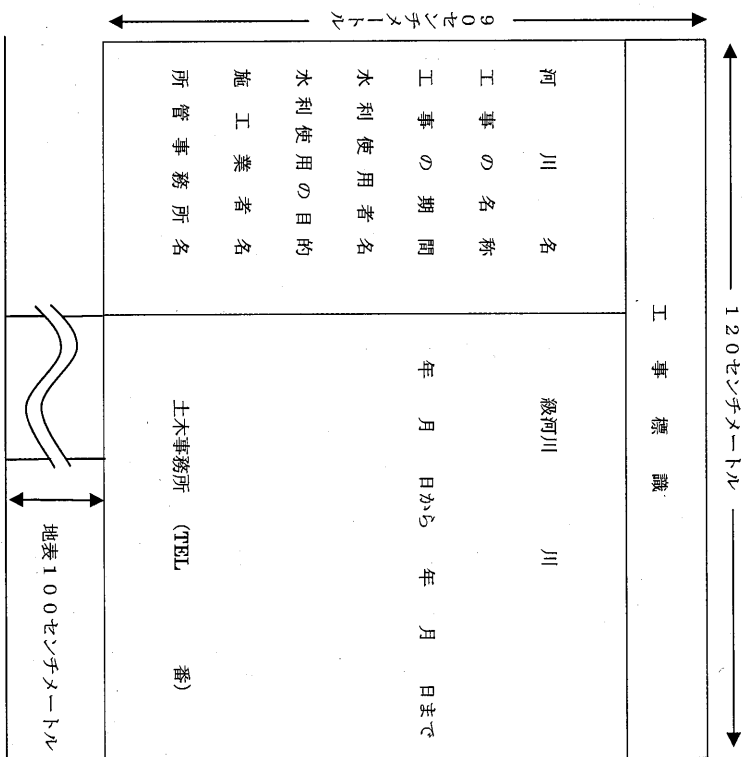 120センチメートル
90センチメートル
工事標識
河川名 級河川 川
工事の名称
工事の期間 年 月 日から 年 月 日まで
水利使用者名
水利使用の目的
施工業者名
所管事務所名 土木事務所 (TEL 番)
地表100センチメートル